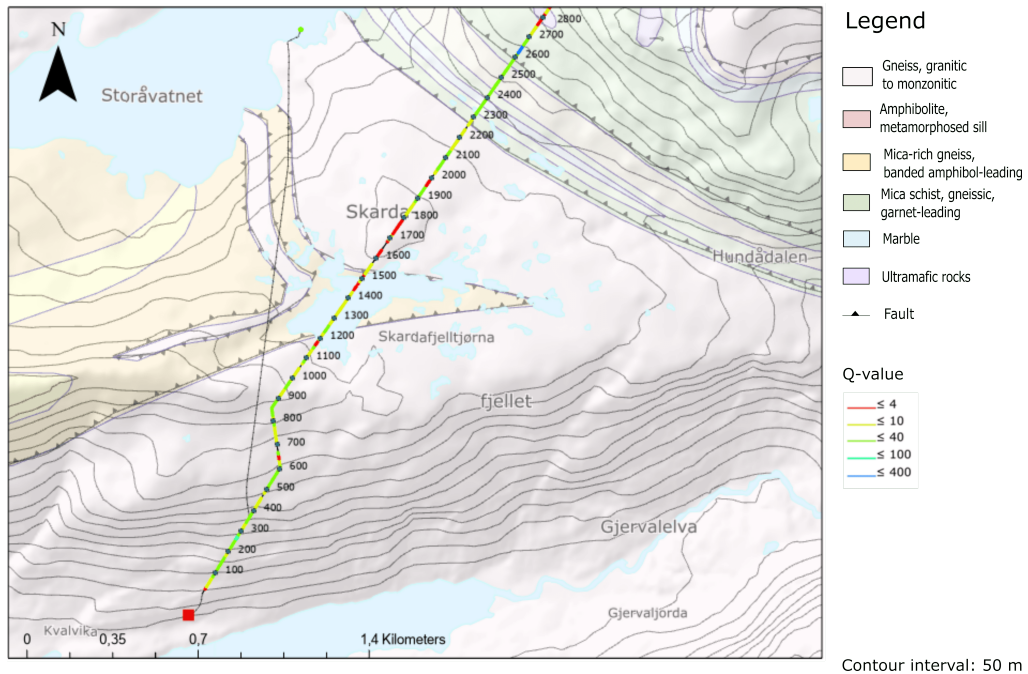 Legend
N
Storåvatnet
2800
2700
2600
2500
2400
2300
2200
2100
2000
1900
Skarda
1800
1700
1600
1500
1400
1300
1200
1100
1000
900
800
700
600
500
400
300
200
100
Hundådalen
Skardafjelltjørna
fjellet
Gjervalelva
Gjervaljorda
Kvalvika
0 0,35 0,7 1,4 Kilometers
Gneiss, granitic
to monzonitic
Amphibolite,
metamorphosed sill
Mica-rich gneiss,
banded amphibol-leading
Mica schist, gneissic,
garnet-leading
Marble
Ultramafic rocks
Fault
Q-value
≤ 4
≤ 10
≤ 40
≤ 100
≤ 400
Contour interval: 50 m